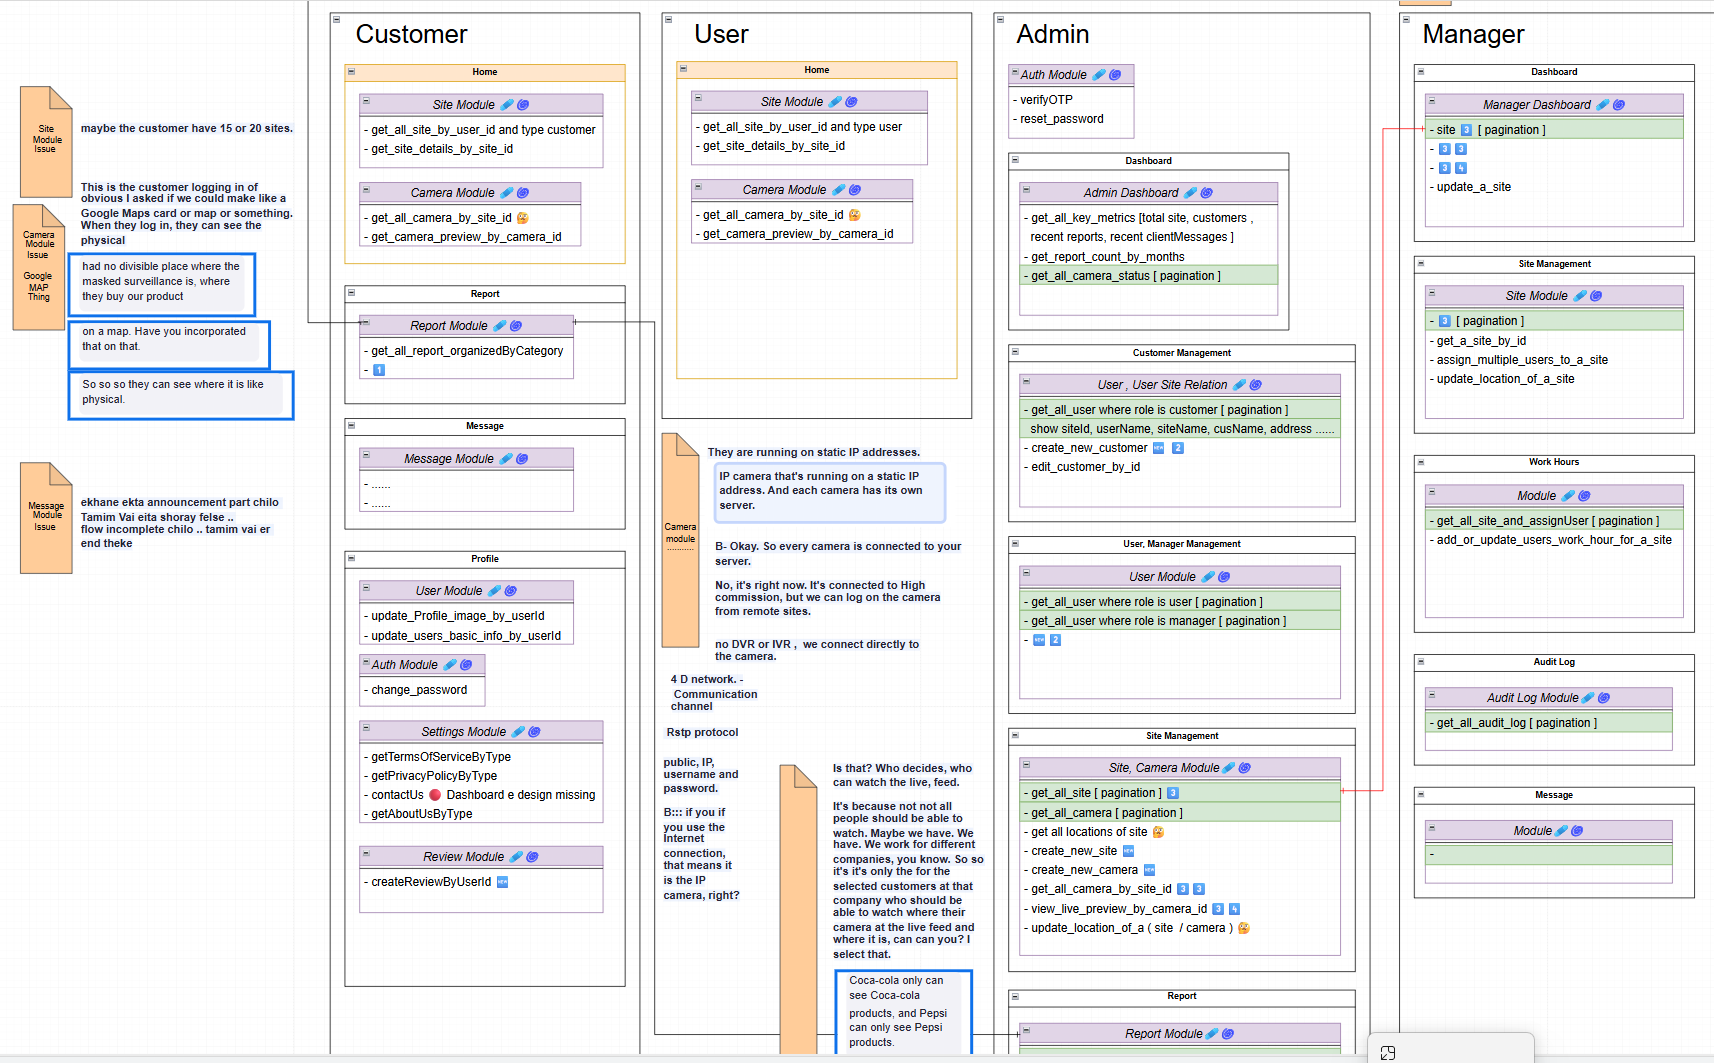 Site
Module
Issue
maybe the customer have 15 or 20 sites.
Camera
Module
Issue
Google
MAP
Thing
This is the customer logging in of
obvious I asked if we could make like a
Google Maps card or map or something.
When they log in, they can see the
physical
had no divisible place where the
masked surveillance is, where
they buy our product
on a map. Have you incorporated
that on that.
So so so they can see where it is like
physical.
Message
Module
Issue
ekhane ekta announcement part chilo
Tamim Vai eita shoray felse ..
flow incomplete chilo .. tamim vai er
end theke
Customer
Home
Site Module
- get_all_site_by_user_id and type customer
- get_site_details_by_site_id
Camera Module
- get_all_camera_by_site_id
- get_camera_preview_by_camera_id
Report
Report Module
- get_all_report_organizedByCategory
- 1
Message
Message Module
- ......
- ......
Profile
User Module
- update_Profile_image_by_userId
- update_users_basic_info_by_userId
Auth Module
- change_password
Settings Module
- getTermsOfServiceByType
- getPrivacyPolicyByType
- contactUs 🔴 Dashboard e design missing
- getAboutUsByType
Review Module
- createReviewByUserId NEW
User
Home
Site Module
- get_all_site_by_user_id and type user
- get_site_details_by_site_id
Camera Module
- get_all_camera_by_site_id
- get_camera_preview_by_camera_id
Camera
module
...........
They are running on static IP addresses.
IP camera that's running on a static IP
address. And each camera has its own
server.
B- Okay. So every camera is connected to your
server.
No, it's right now. It's connected to High
commission, but we can log on the camera
from remote sites.
no DVR or IVR , we connect directly to
the camera.
4 D network. -
Communication
channel
Rstp protocol
public, IP,
username and
password.
B::: if you if
you use the
Internet
connection,
that means it
is the IP
camera, right?
Is that? Who decides, who
can watch the live, feed.
It's because not not all
people should be able to
watch. Maybe we have. We
have. We work for different
companies, you know. So so
it's it's only the for the
selected customers at that
company who should be
able to watch where their
camera at the live feed and
where it is, can can you? I
select that.
Coca-cola only can
see Coca-cola
products, and Pepsi
can only see Pepsi
products.
Admin
Auth Module
- verifyOTP
- reset_password
Dashboard
Admin Dashboard
- get_all_key_metrics [total site, customers ,
recent reports, recent clientMessages ]
- get_report_count_by_months
- get_all_camera_status [ pagination ]
Customer Management
User , User Site Relation
- get_all_user where role is customer [ pagination ]
show siteId, userName, siteName, cusName, address ......
- create_new_customer NEW 2
- edit_customer_by_id
User, Manager Management
User Module
- get_all_user where role is user [ pagination ]
- get_all_user where role is manager [ pagination ]
- NEW 2
Site Management
Site, Camera Module
- get_all_site [ pagination ] 3
- get_all_camera [ pagination ]
- get all locations of site
- create_new_site NEW
- create_new_camera NEW
- get_all_camera_by_site_id 3 3
- view_live_preview_by_camera_id 3 4
- update_location_of_a ( site / camera )
Report
Report Module
Manager
Dashboard
Manager Dashboard
- site 3 [ pagination ]
- 3 3
- 3 4
- update_a_site
Site Management
Site Module
- 3 [ pagination ]
- get_a_site_by_id
- assign_multiple_users_to_a_site
- update_location_of_a_site
Work Hours
Module
- get_all_site_and_assignUser [ pagination ]
- add_or_update_users_work_hour_for_a_site
Audit Log
Audit Log Module
- get_all_audit_log [ pagination ]
Message
Module
-